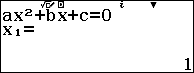 ax²+bx+c=0
x₁=
1